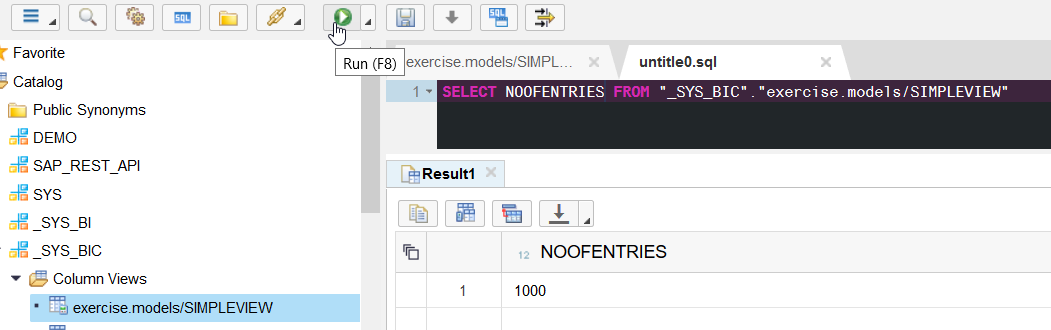 SQL
SQL
Favorite
Run (F8)
exercise.models/SIMPL...
untitle0.sql
Catalog
1 SELECT NOOFENTRIES FROM "_SYS_BIC"."exercise.models/SIMPLEVIEW"
Public Synonyms
DEMO
SAP_REST_API
Result1
SYS
_SYS_BI
_SYS_BIC
12 NOOFENTRIES
Column Views
1 1000
exercise.models/SIMPLEVIEW